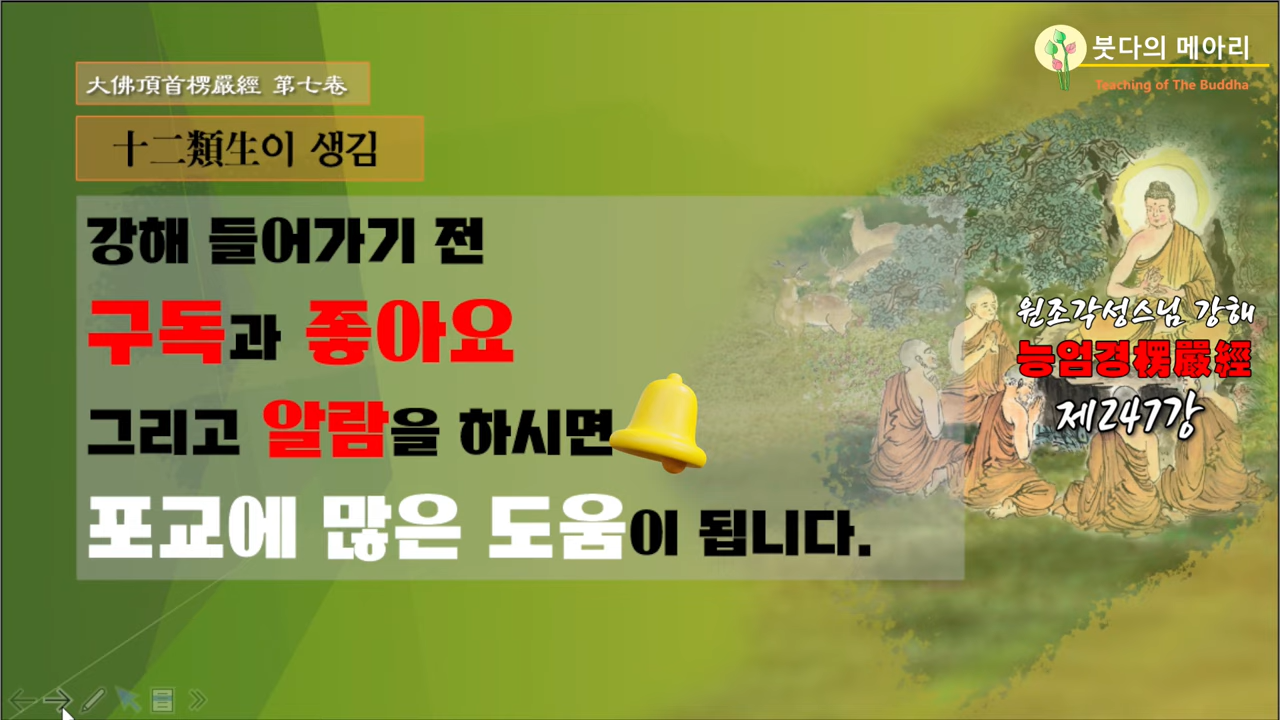 붓다의 메아리
Teaching of The Buddha
大佛頂首楞嚴經 第七卷
十二類生이 생김
강해 들어가기 전
구독과 좋아요
그리고 알람을 하시면
포교에 많은 도움이 됩니다.
원조각성스님 강해
능엄경楞嚴經
제247강